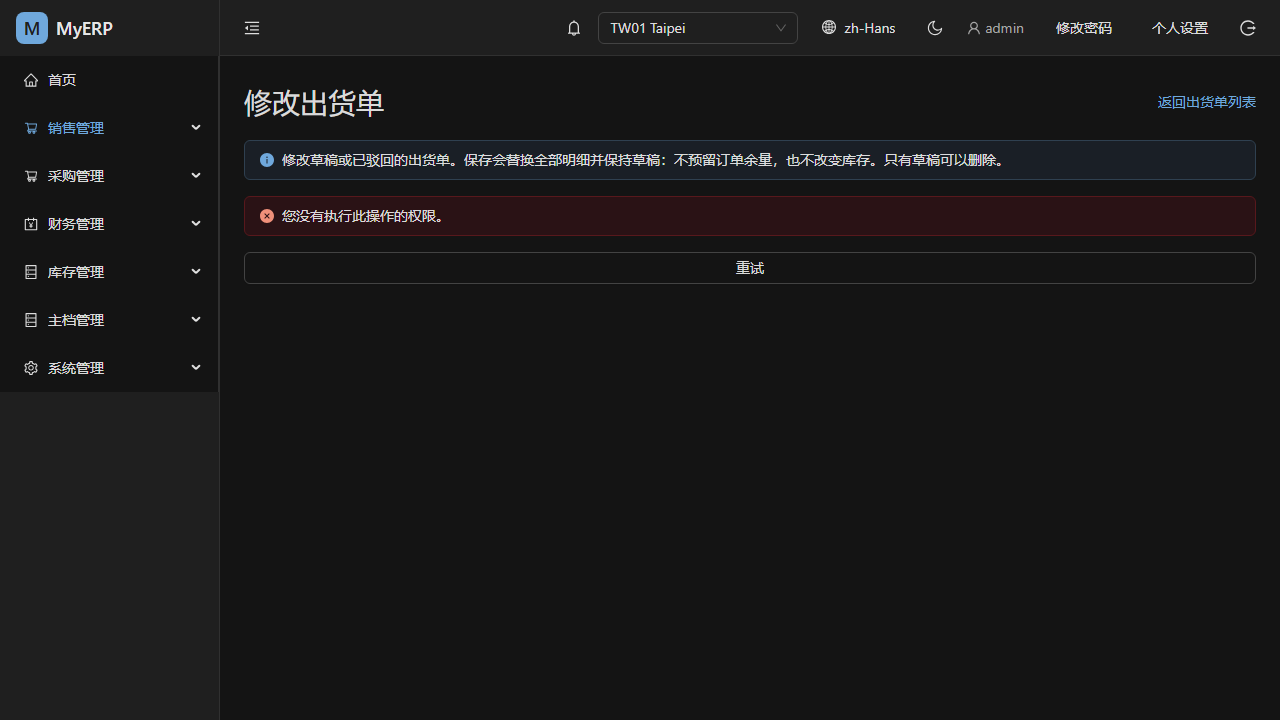 M MyERP
TW01 Taipei
zh-Hans
admin
修改密码
个人设置
首页
销售管理
采购管理
财务管理
库存管理
主档管理
系统管理
修改出货单
返回出货单列表
修改草稿或已驳回的出货单。保存会替换全部明细并保持草稿：不预留订单余量，也不改变库存。只有草稿可以删除。
您没有执行此操作的权限。
重试